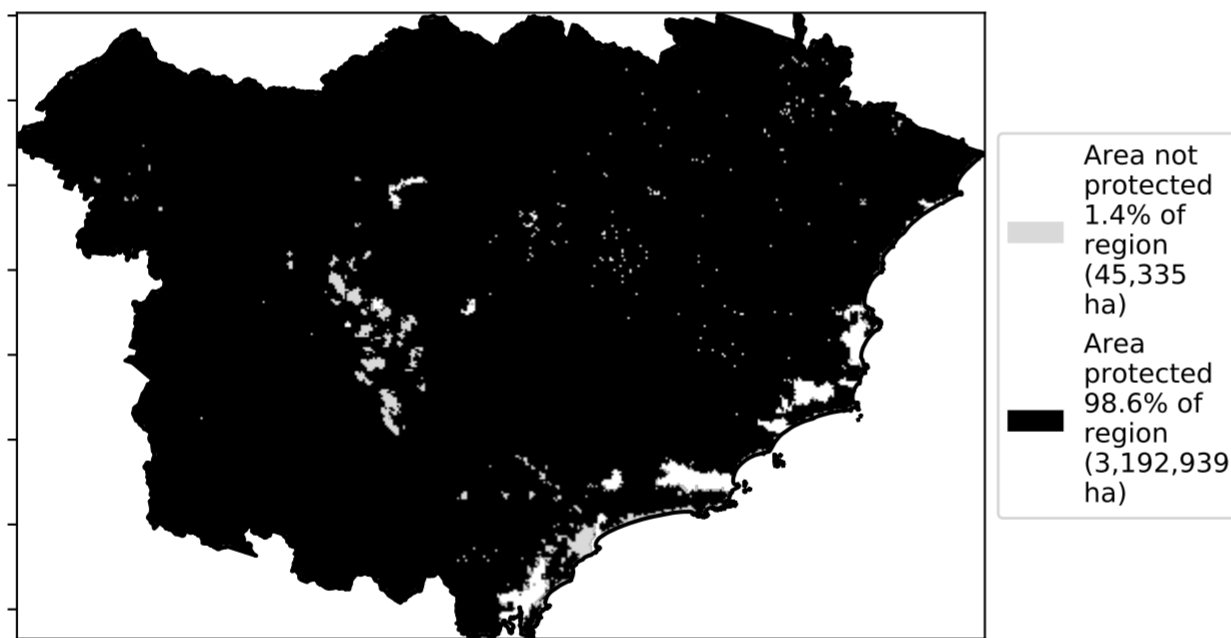 Area not
protected
1.4% of
region
(45,335
ha)
Area
protected
98.6% of
region
(3,192,939
ha)